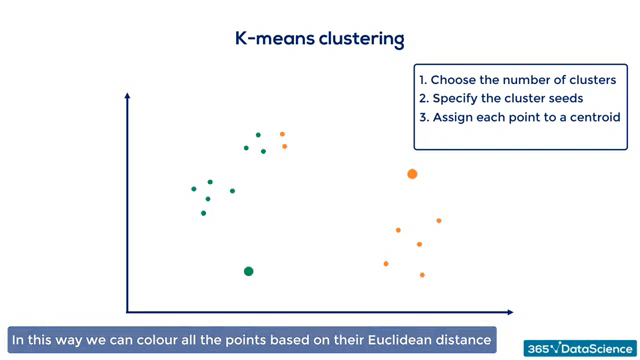 K-means clustering
1. Choose the number of clusters
2. Specify the cluster seeds
3. Assign each point to a centroid
In this way we can colour all the points based on their Euclidean distance
365√DataScience